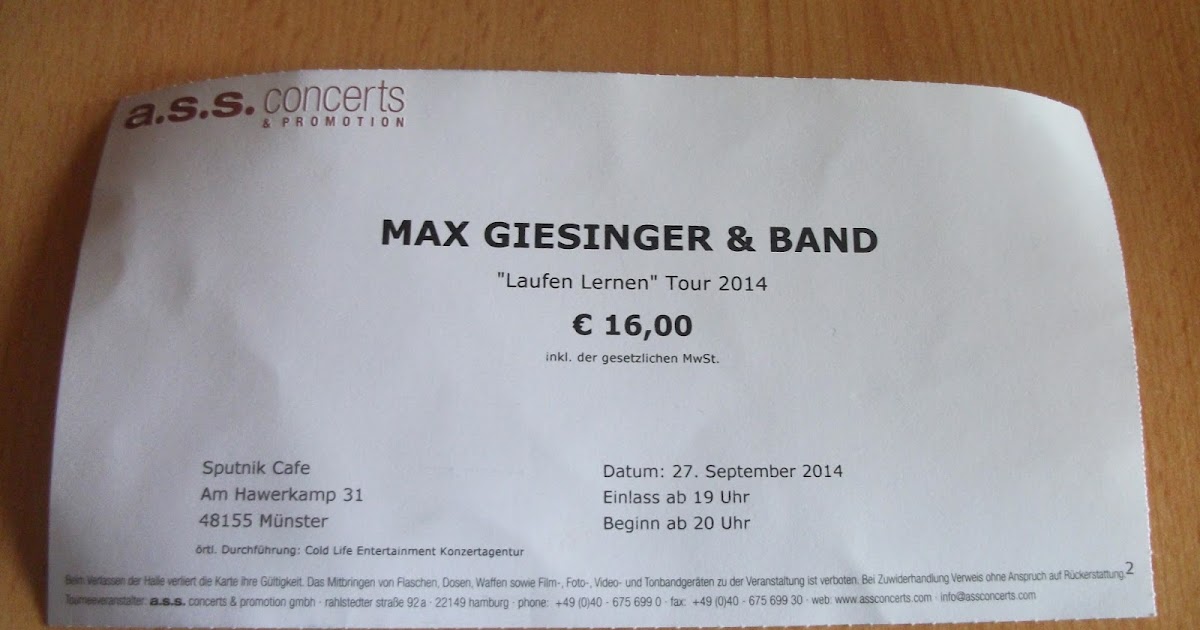 a.s.s. concerts
& PROMOTION
MAX GIESINGER & BAND
"Laufen Lernen" Tour 2014
€ 16,00
inkl. der gesetzlichen MwSt.
Sputnik Cafe
Am Hawerkamp 31
48155 Münster
örtl. Durchführung: Cold Life Entertainment Konzertagentur
Datum: 27. September 2014
Einlass ab 19 Uhr
Beginn ab 20 Uhr
Beim Verlassen der Halle verliert die Karte ihre Gültigkeit. Das Mitbringen von Flaschen, Dosen, Waffen sowie Film-, Foto-, Video- und Tonbandgeräten zu der Veranstaltung ist verboten. Bei Zuwiderhandlung Verweis ohne Anspruch auf Rückerstattung. 2
Tourneeveranstalter: a.s.s. concerts & promotion gmbh · rahlstedter straße 92a · 22149 hamburg · phone: +49 (0)40 - 675 699 0 · fax: +49 (0)40 - 675 699 30 · web: www.assconcerts.com · info@assconcerts.com